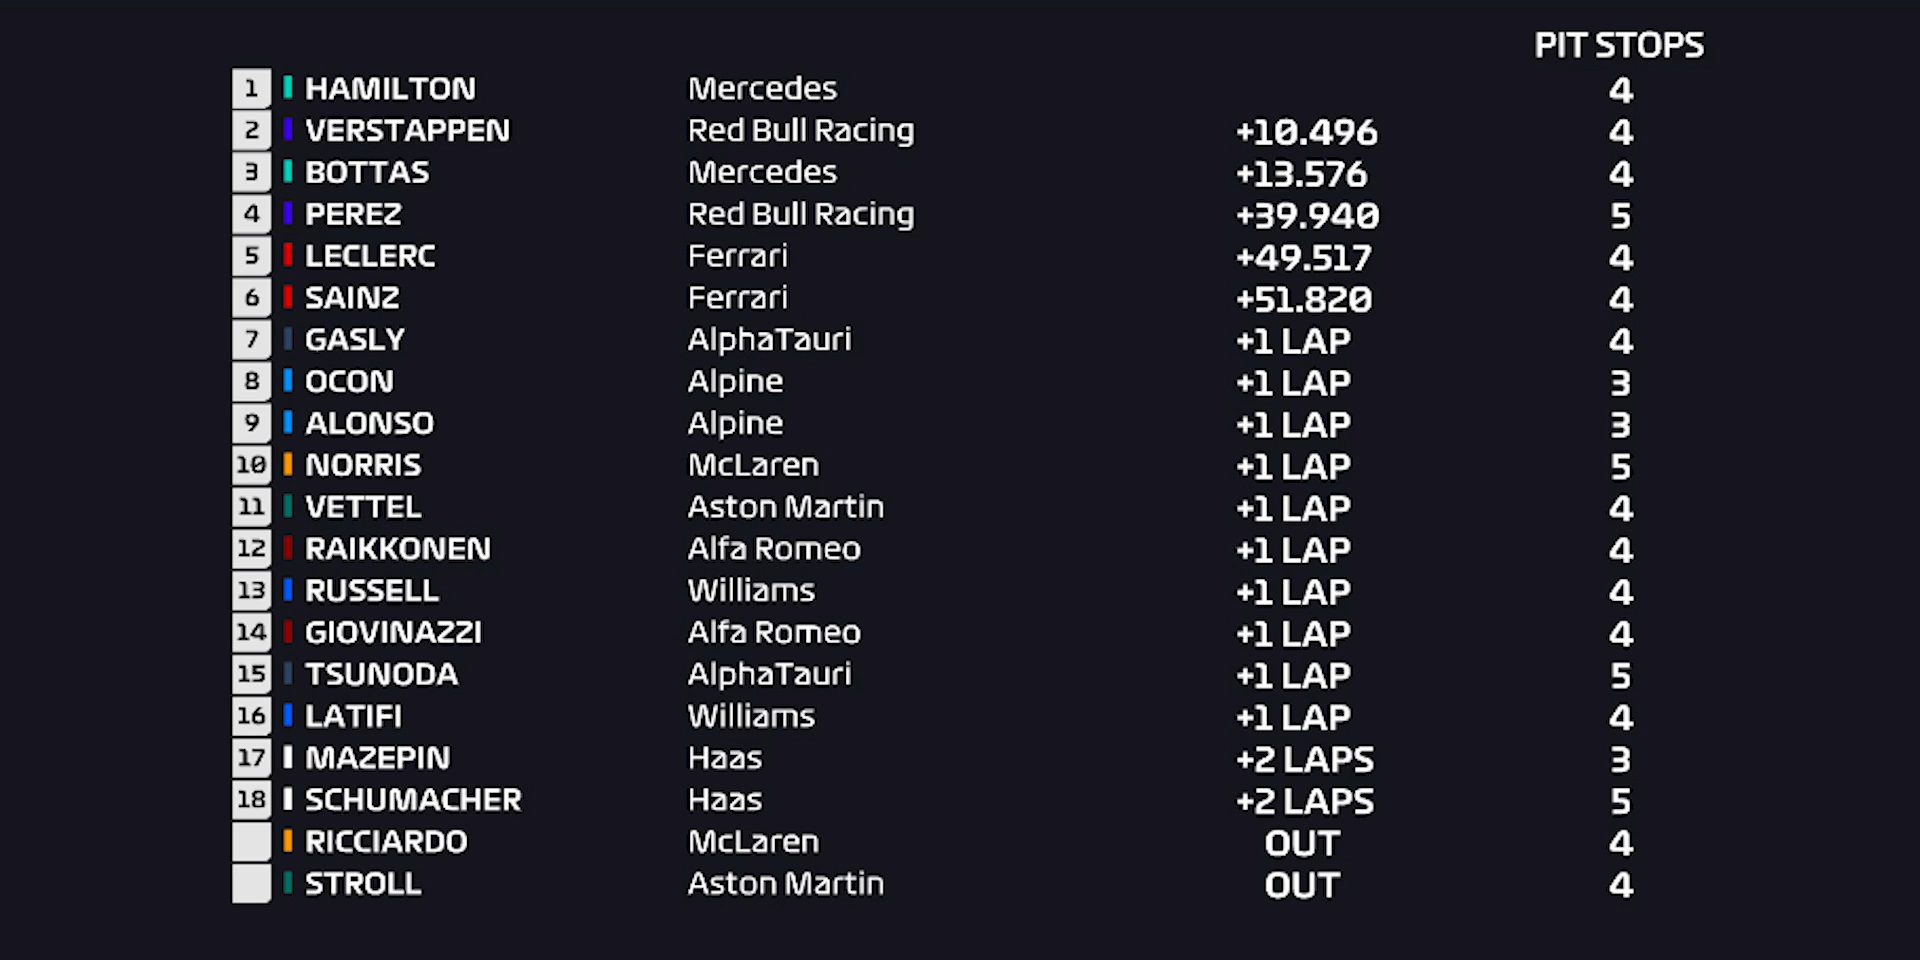 PIT STOPS
1 HAMILTON Mercedes 4
2 VERSTAPPEN Red Bull Racing +10.496 4
3 BOTTAS Mercedes +13.576 4
4 PEREZ Red Bull Racing +39.940 5
5 LECLERC Ferrari +49.517 4
6 SAINZ Ferrari +51.820 4
7 GASLY AlphaTauri +1 LAP 4
8 OCON Alpine +1 LAP 3
9 ALONSO Alpine +1 LAP 3
10 NORRIS McLaren +1 LAP 5
11 VETTEL Aston Martin +1 LAP 4
12 RAIKKONEN Alfa Romeo +1 LAP 4
13 RUSSELL Williams +1 LAP 4
14 GIOVINAZZI Alfa Romeo +1 LAP 4
15 TSUNODA AlphaTauri +1 LAP 5
16 LATIFI Williams +1 LAP 4
17 MAZEPIN Haas +2 LAPS 3
18 SCHUMACHER Haas +2 LAPS 5
RICCIARDO McLaren OUT 4
STROLL Aston Martin OUT 4